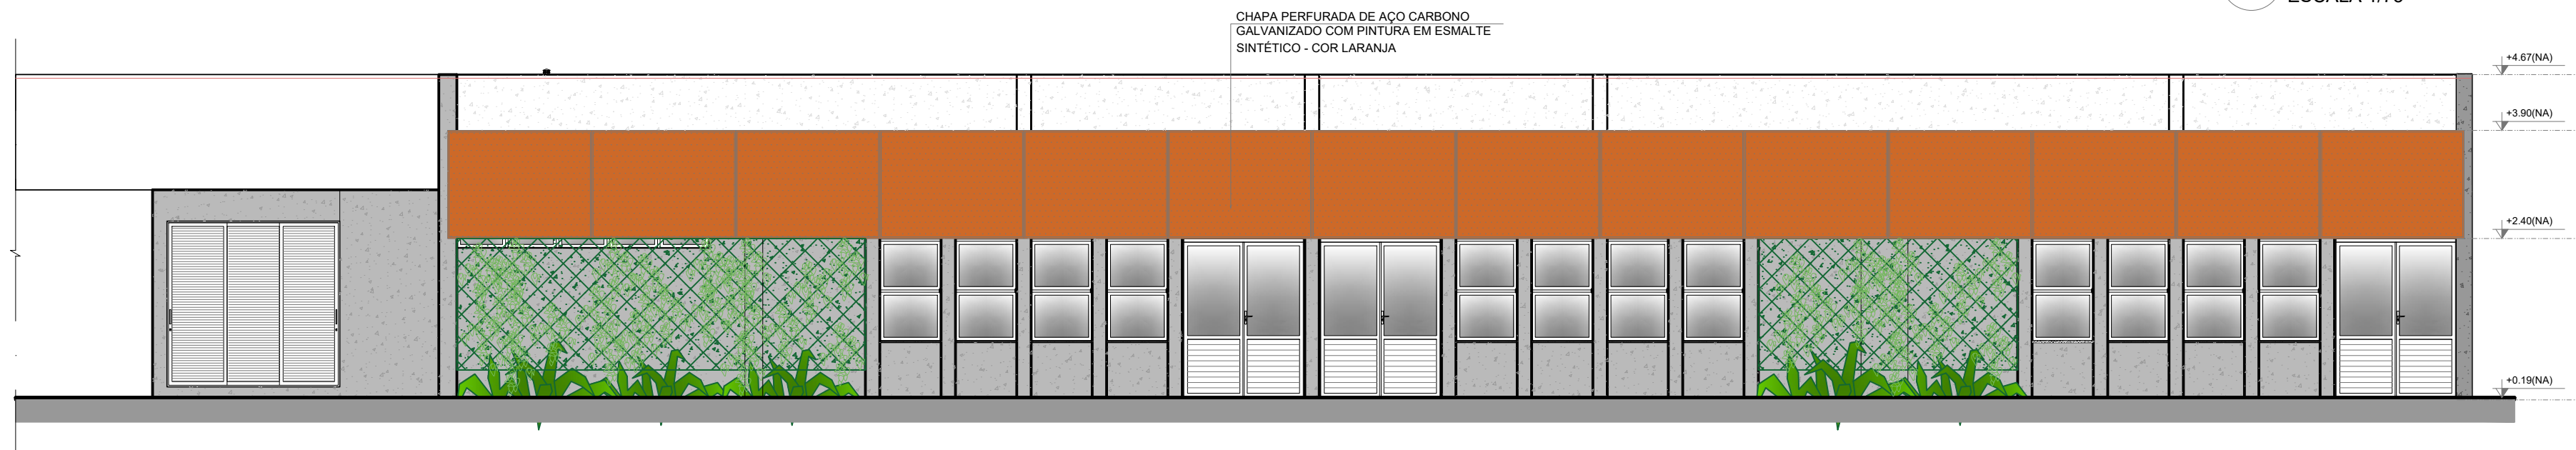 CHAPA PERFURADA DE AÇO CARBONO
GALVANIZADO COM PINTURA EM ESMALTE
SINTÉTICO - COR LARANJA
+4.67(NA)
+3.90(NA)
+2.40(NA)
+0.19(NA)